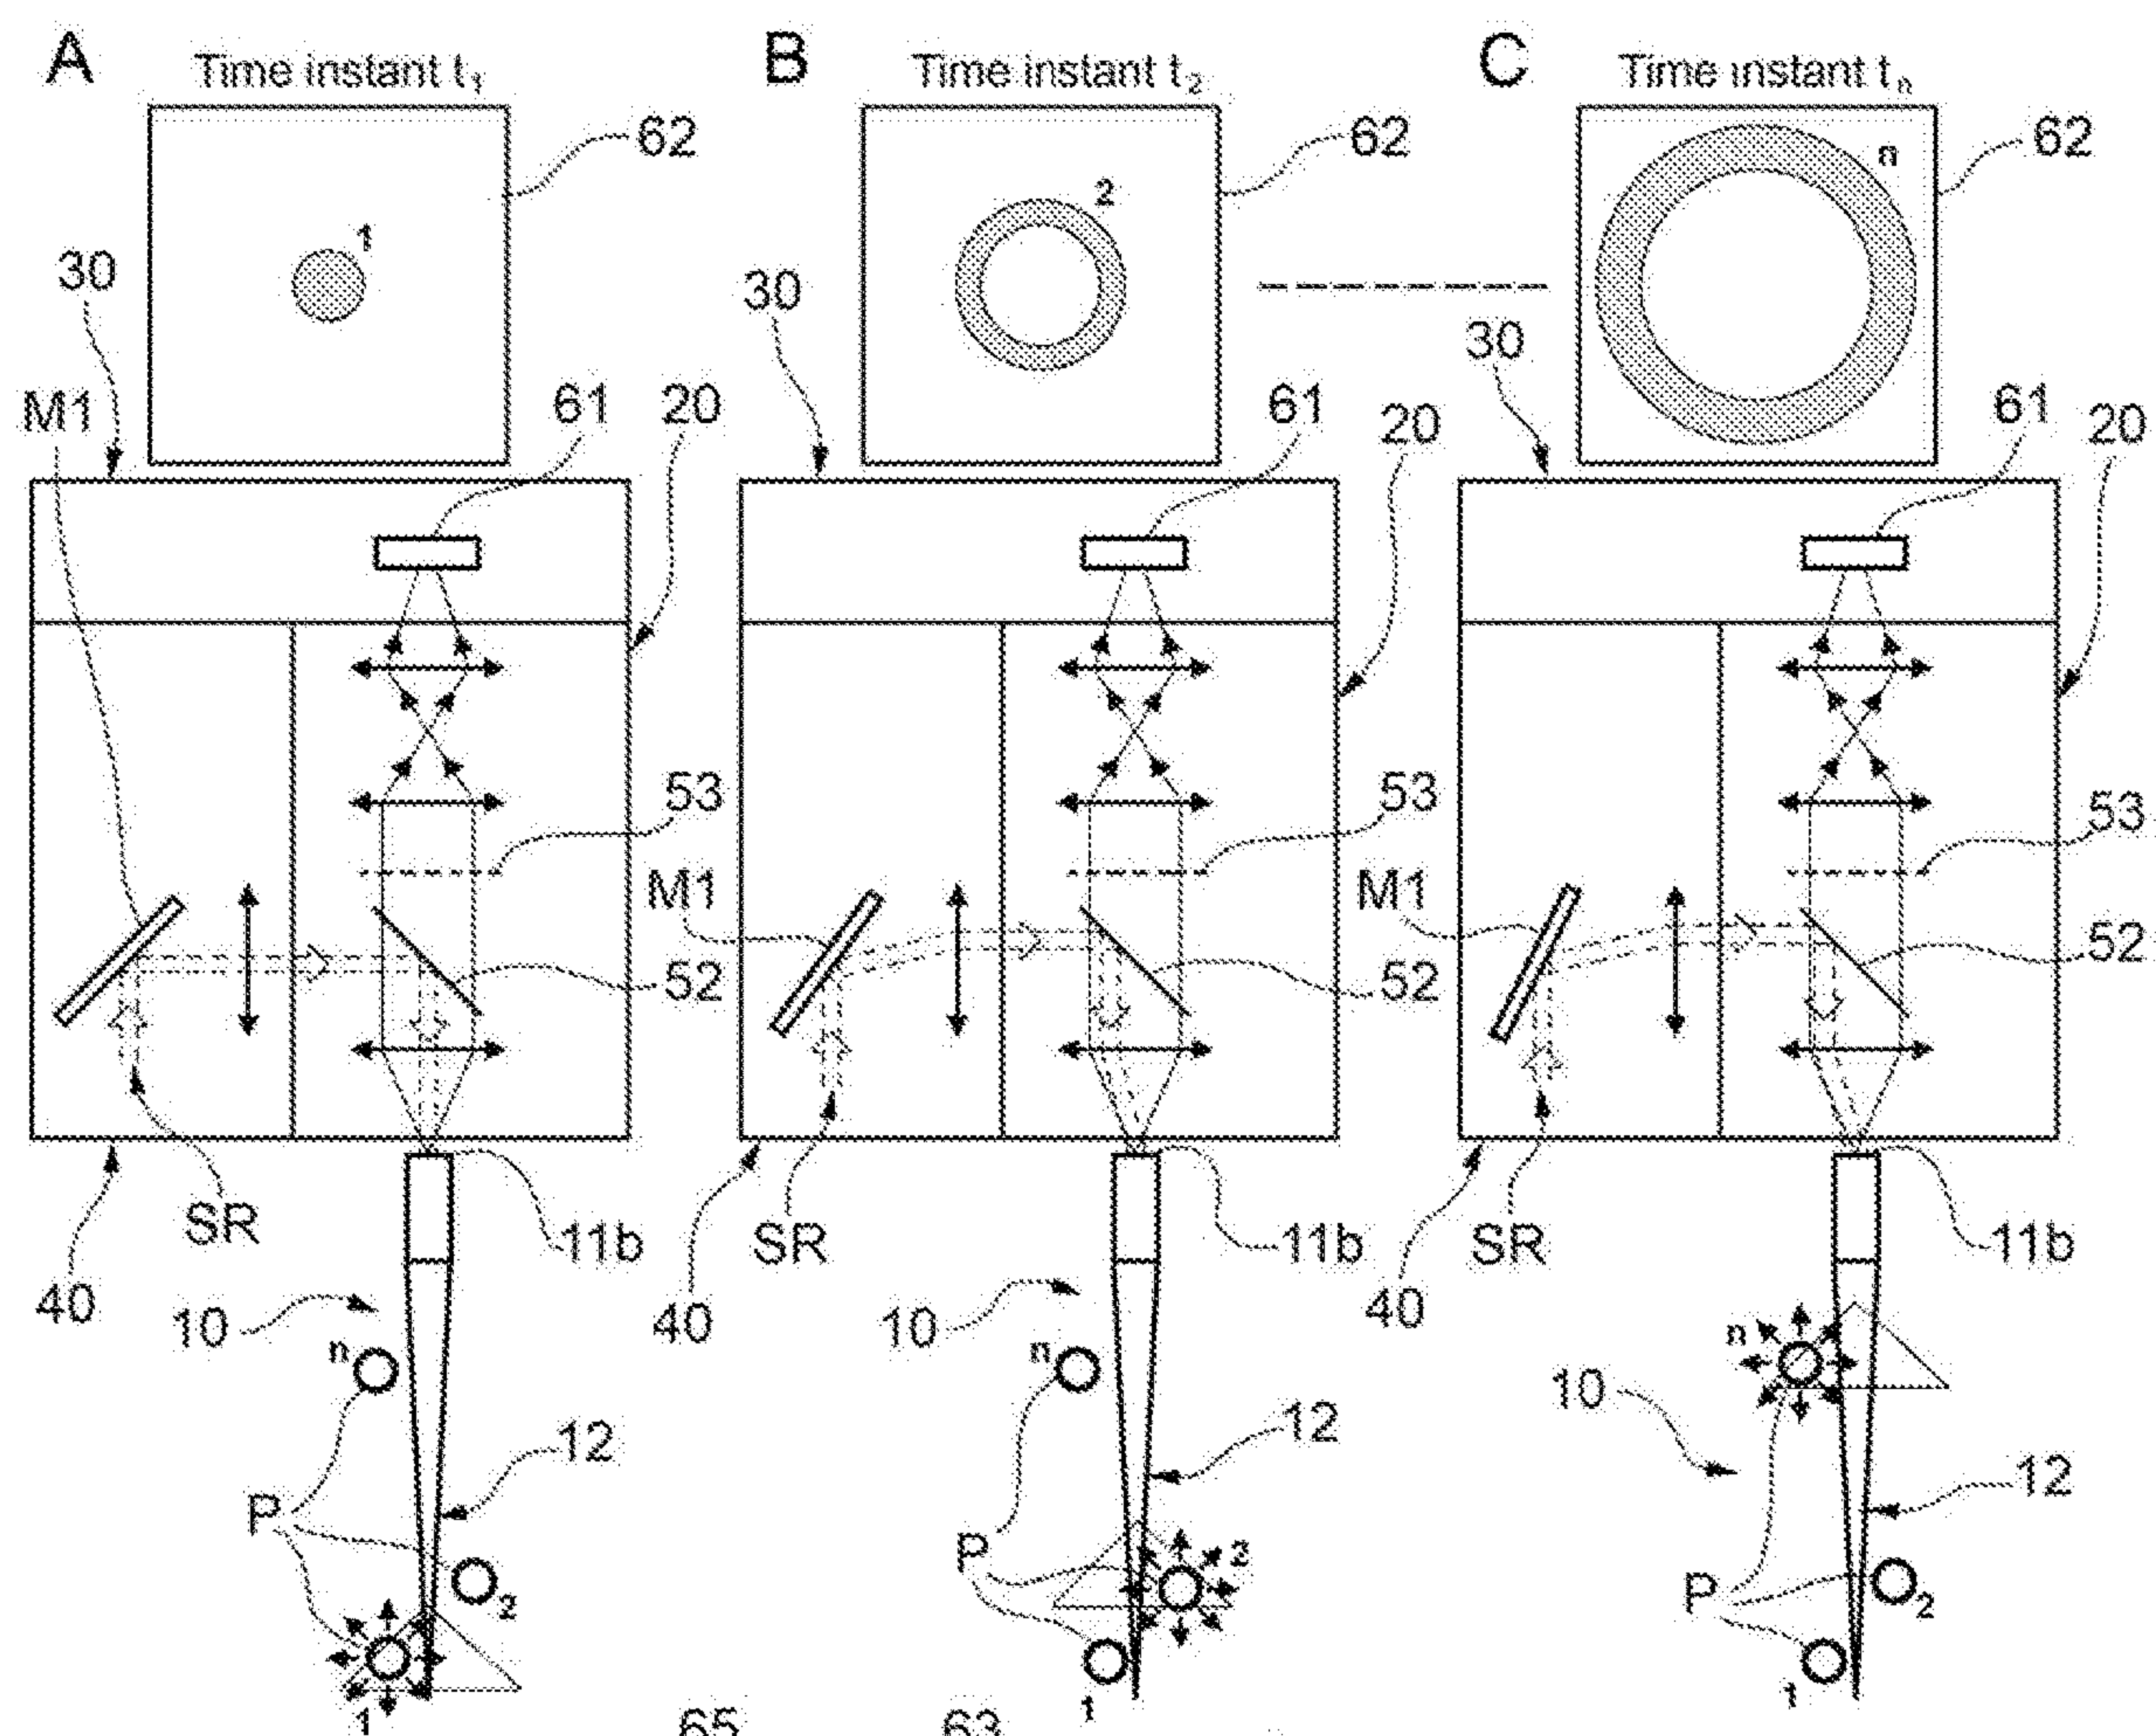 A Time instant t1 B Time instant t2 C Time instant tn
62 62 62
1 2 n
30 30 30
M1 61 20 61 20 61 20
53 53 53
M1 M1
52 52 52
SR 11b SR 11b SR 11b
40 10 40 10 40 10
n n n
12 12 12
P P P
2 2
1 1 1
65 63